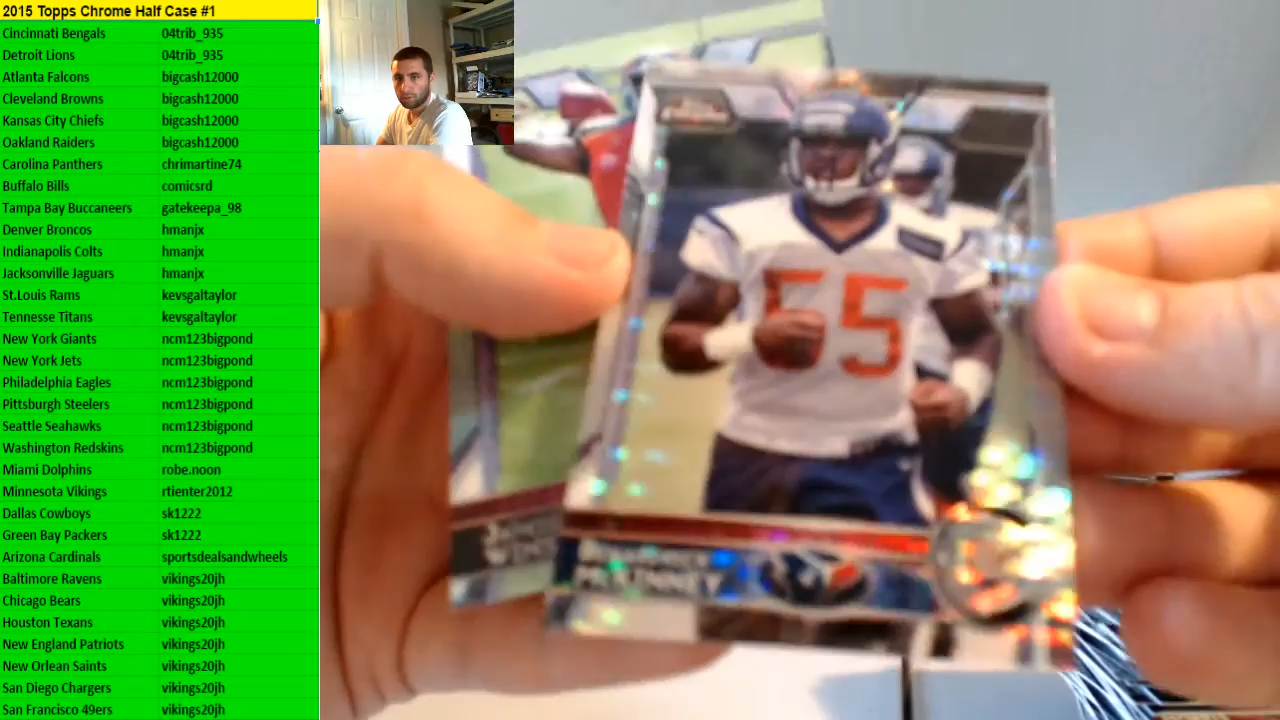 2015 Topps Chrome Half Case #1
Cincinnati Bengals 04trib_935
Detroit Lions 04trib_935
Atlanta Falcons bigcash12000
Cleveland Browns bigcash12000
Kansas City Chiefs bigcash12000
Oakland Raiders bigcash12000
Carolina Panthers chrimartine74
Buffalo Bills comicsrd
Tampa Bay Buccaneers gatekeepa_98
Denver Broncos hmanjx
Indianapolis Colts hmanjx
Jacksonville Jaguars hmanjx
St.Louis Rams kevsgaltaylor
Tennesse Titans kevsgaltaylor
New York Giants ncm123bigpond
New York Jets ncm123bigpond
Philadelphia Eagles ncm123bigpond
Pittsburgh Steelers ncm123bigpond
Seattle Seahawks ncm123bigpond
Washington Redskins ncm123bigpond
Miami Dolphins robe.noon
Minnesota Vikings rtienter2012
Dallas Cowboys sk1222
Green Bay Packers sk1222
Arizona Cardinals sportsdealsandwheels
Baltimore Ravens vikings20jh
Chicago Bears vikings20jh
Houston Texans vikings20jh
New England Patriots vikings20jh
New Orlean Saints vikings20jh
San Diego Chargers vikings20jh
San Francisco 49ers vikings20jh
55
McKINNEY